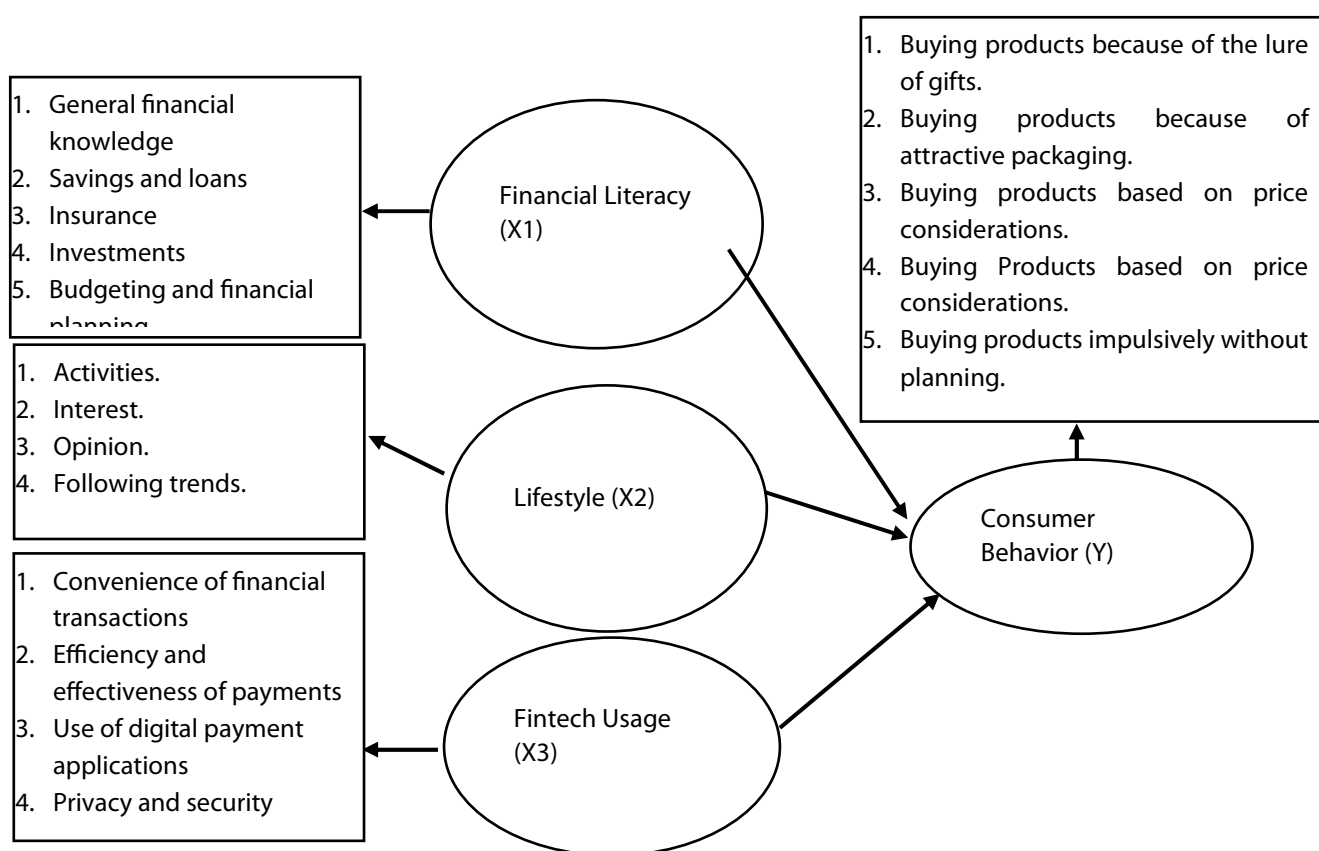 1. General financial
knowledge
2. Savings and loans
3. Insurance
4. Investments
5. Budgeting and financial
planning
1. Activities.
2. Interest.
3. Opinion.
4. Following trends.
1. Convenience of financial
transactions
2. Efficiency and
effectiveness of payments
3. Use of digital payment
applications
4. Privacy and security
Financial Literacy
(X1)
Lifestyle (X2)
Fintech Usage
(X3)
1. Buying products because of the lure
of gifts.
2. Buying products because of
attractive packaging.
3. Buying products based on price
considerations.
4. Buying Products based on price
considerations.
5. Buying products impulsively without
planning.
Consumer
Behavior (Y)